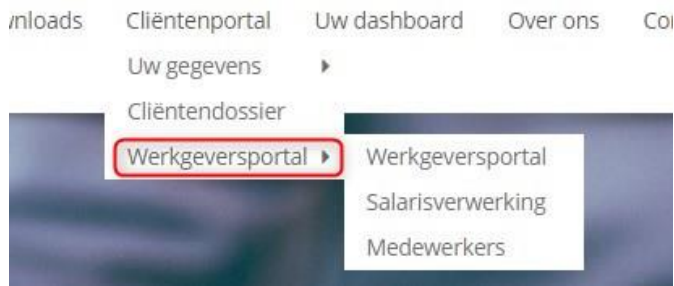 Cliëntenportal Uw dashboard Over ons
Uw gegevens
Cliëntendossier
Werkgeversportal Werkgeversportal
Salarisverwerking
Medewerkers